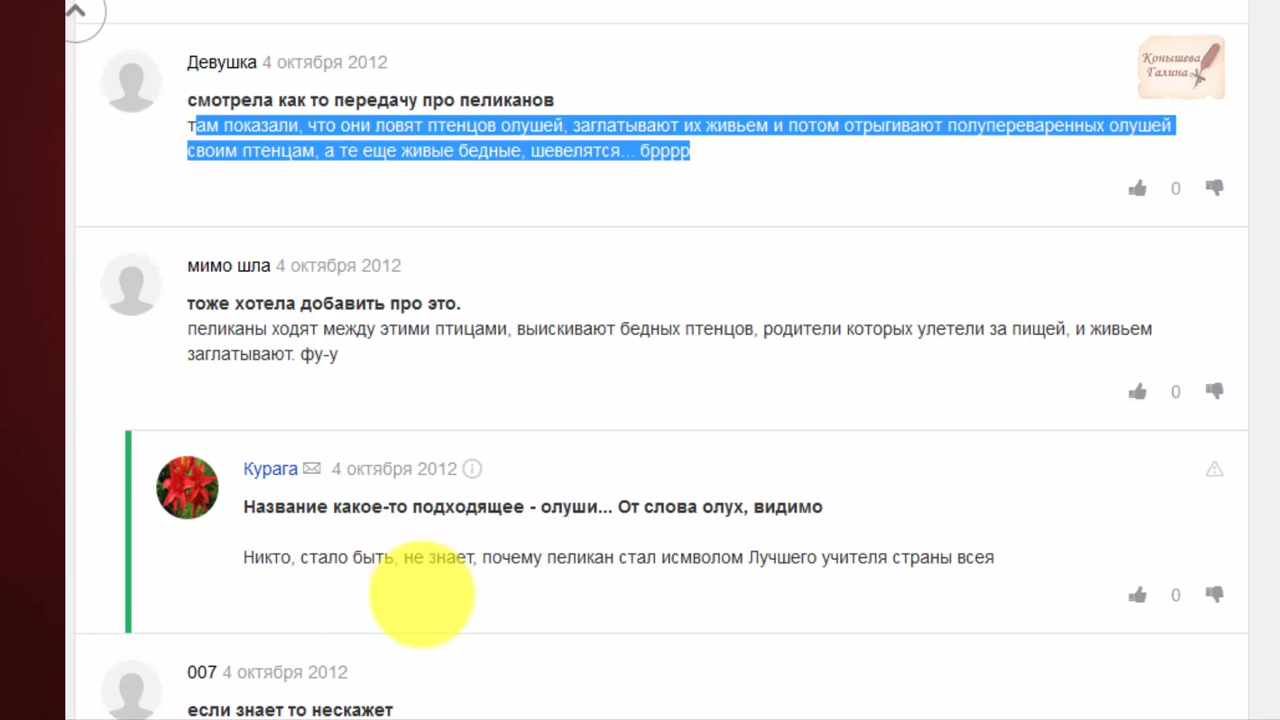 Девушка 4 октября 2012
Конышева
Галина
смотрела как то передачу про пеликанов
там показали, что они ловят птенцов олушей, заглатывают их живьем и потом отрыгивают полупереваренных олушей
своим птенцам, а те еще живые бедные, шевелятся... брррр
0
мимо шла 4 октября 2012
тоже хотела добавить про это.
пеликаны ходят между этими птицами, выискивают бедных птенцов, родители которых улетели за пищей, и живьем
заглатывают. фу-у
0
Курага 4 октября 2012
Название какое-то подходящее - олуши... От слова олух, видимо
Никто, стало быть, не знает, почему пеликан стал исмволом Лучшего учителя страны всея
0
007 4 октября 2012
если знает то нескажет